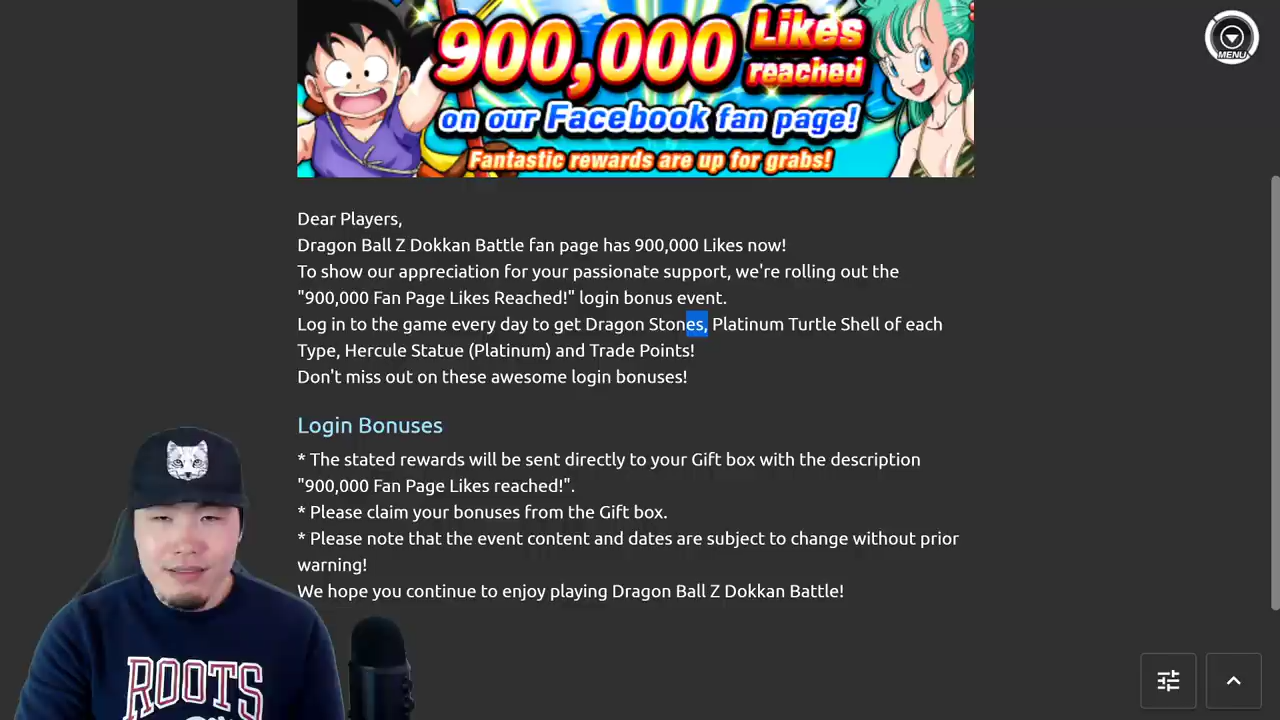 900,000 Likes
reached
on our Facebook fan page!
Fantastic rewards are up for grabs!
MENU
Dear Players,
Dragon Ball Z Dokkan Battle fan page has 900,000 Likes now!
To show our appreciation for your passionate support, we're rolling out the
"900,000 Fan Page Likes Reached!" login bonus event.
Log in to the game every day to get Dragon Stones, Platinum Turtle Shell of each
Type, Hercule Statue (Platinum) and Trade Points!
Don't miss out on these awesome login bonuses!
Login Bonuses
* The stated rewards will be sent directly to your Gift box with the description
"900,000 Fan Page Likes reached!".
* Please claim your bonuses from the Gift box.
* Please note that the event content and dates are subject to change without prior
warning!
We hope you continue to enjoy playing Dragon Ball Z Dokkan Battle!
ROOTS